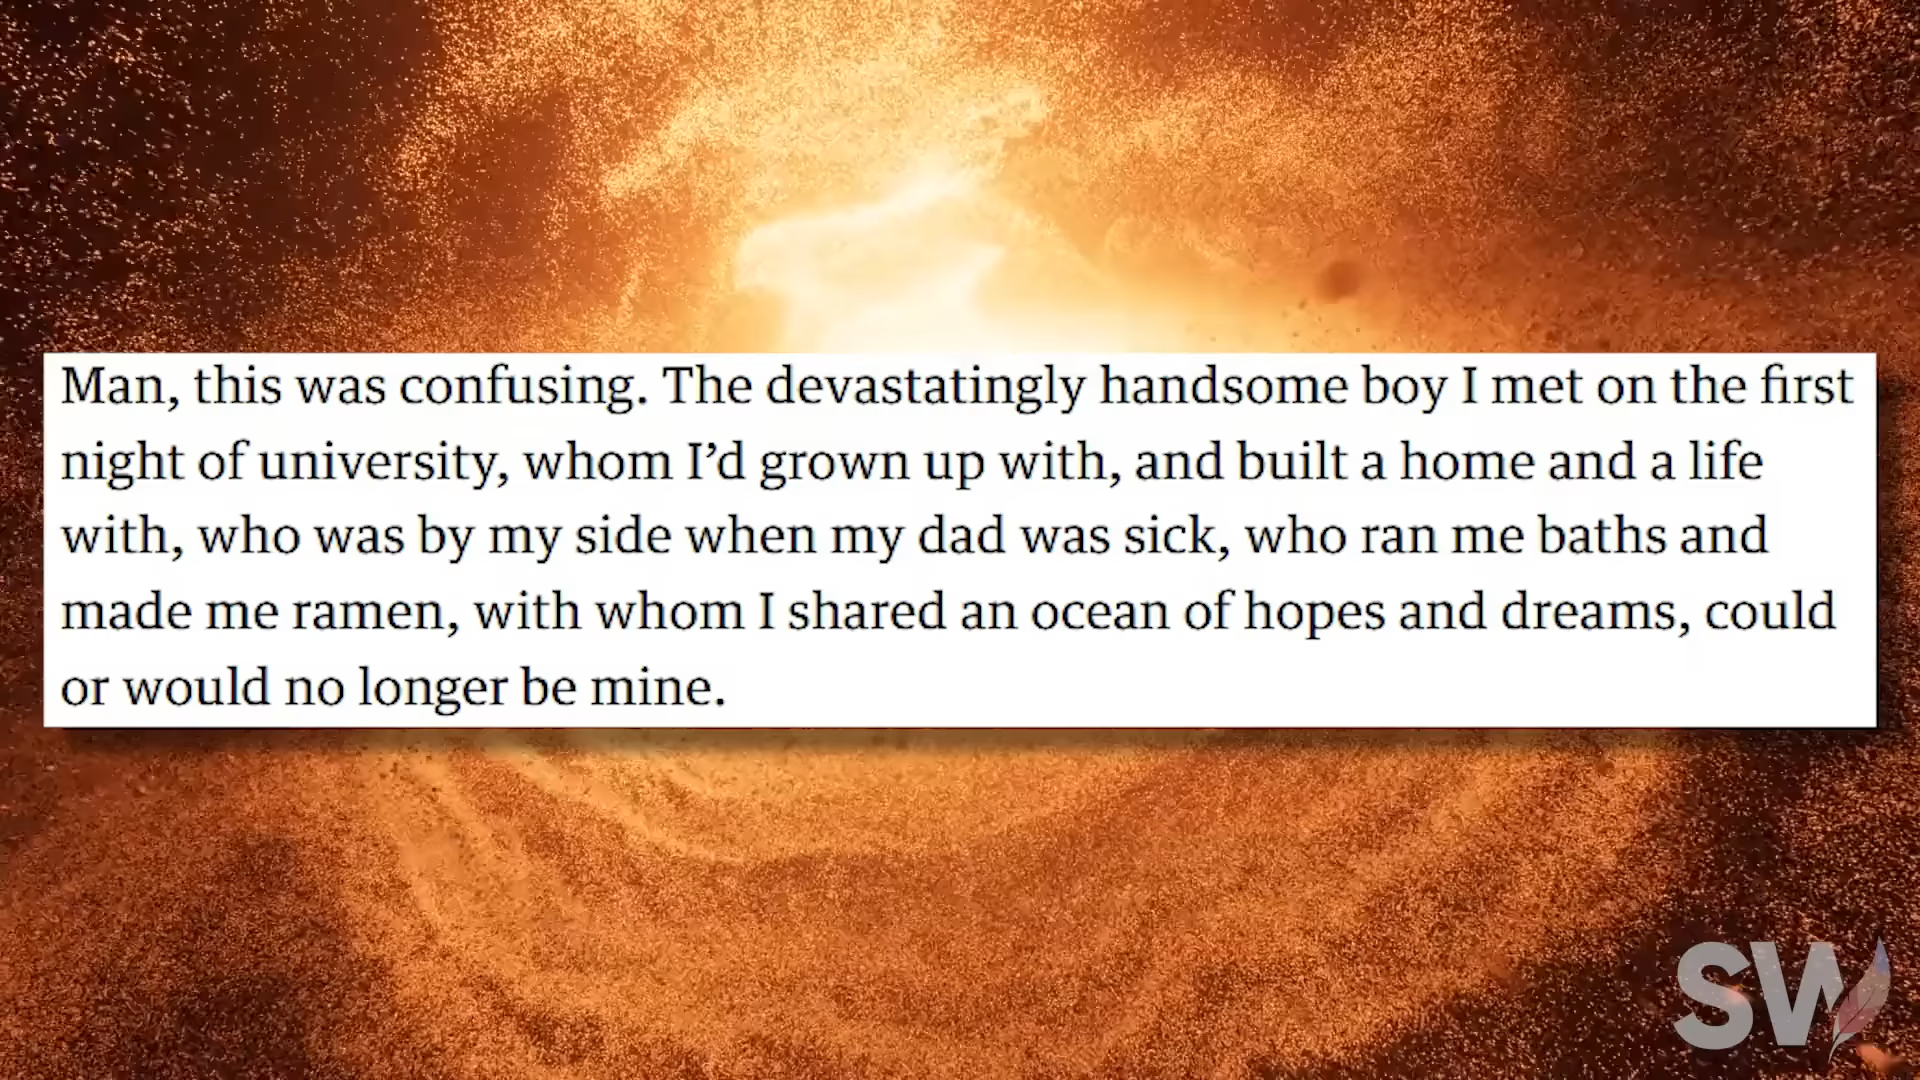 Man, this was confusing. The devastatingly handsome boy I met on the first
night of university, whom I’d grown up with, and built a home and a life
with, who was by my side when my dad was sick, who ran me baths and
made me ramen, with whom I shared an ocean of hopes and dreams, could
or would no longer be mine.
SW